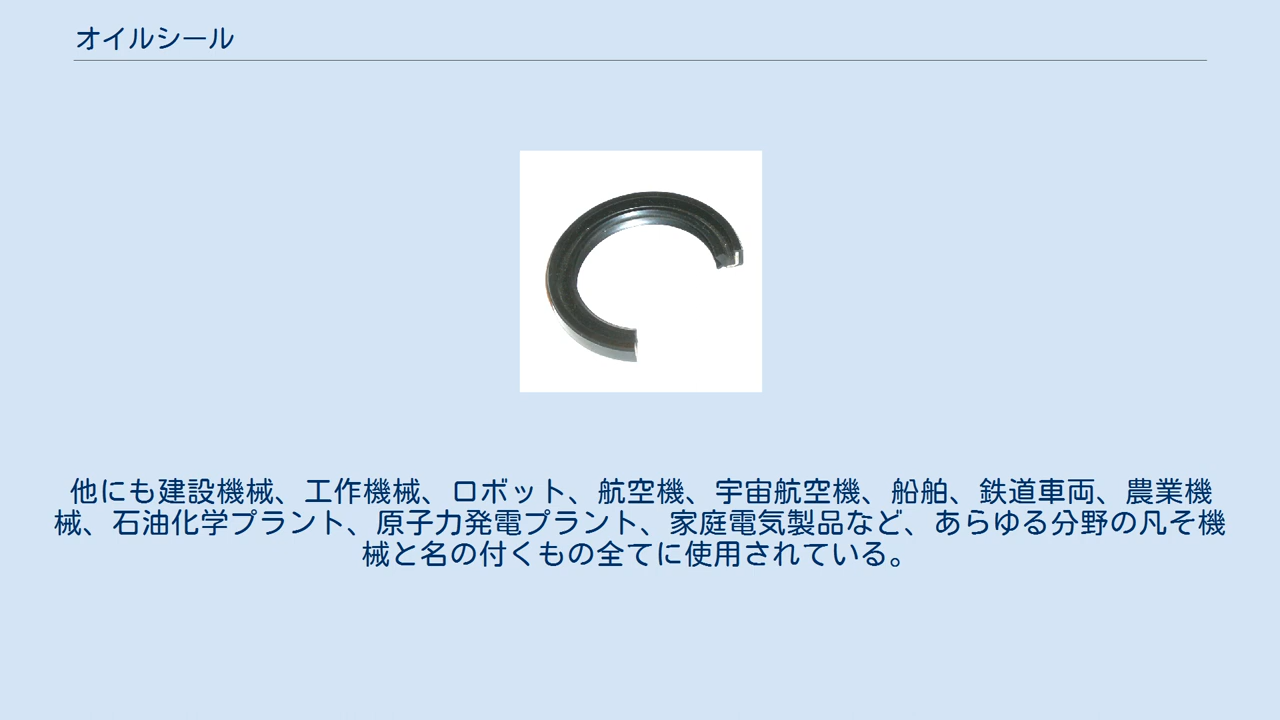 オイルシール
他にも建設機械、工作機械、ロボット、航空機、宇宙航空機、船舶、鉄道車両、農業機
械、石油化学プラント、原子力発電プラント、家庭電気製品など、あらゆる分野の凡そ機
械と名の付くもの全てに使用されている。